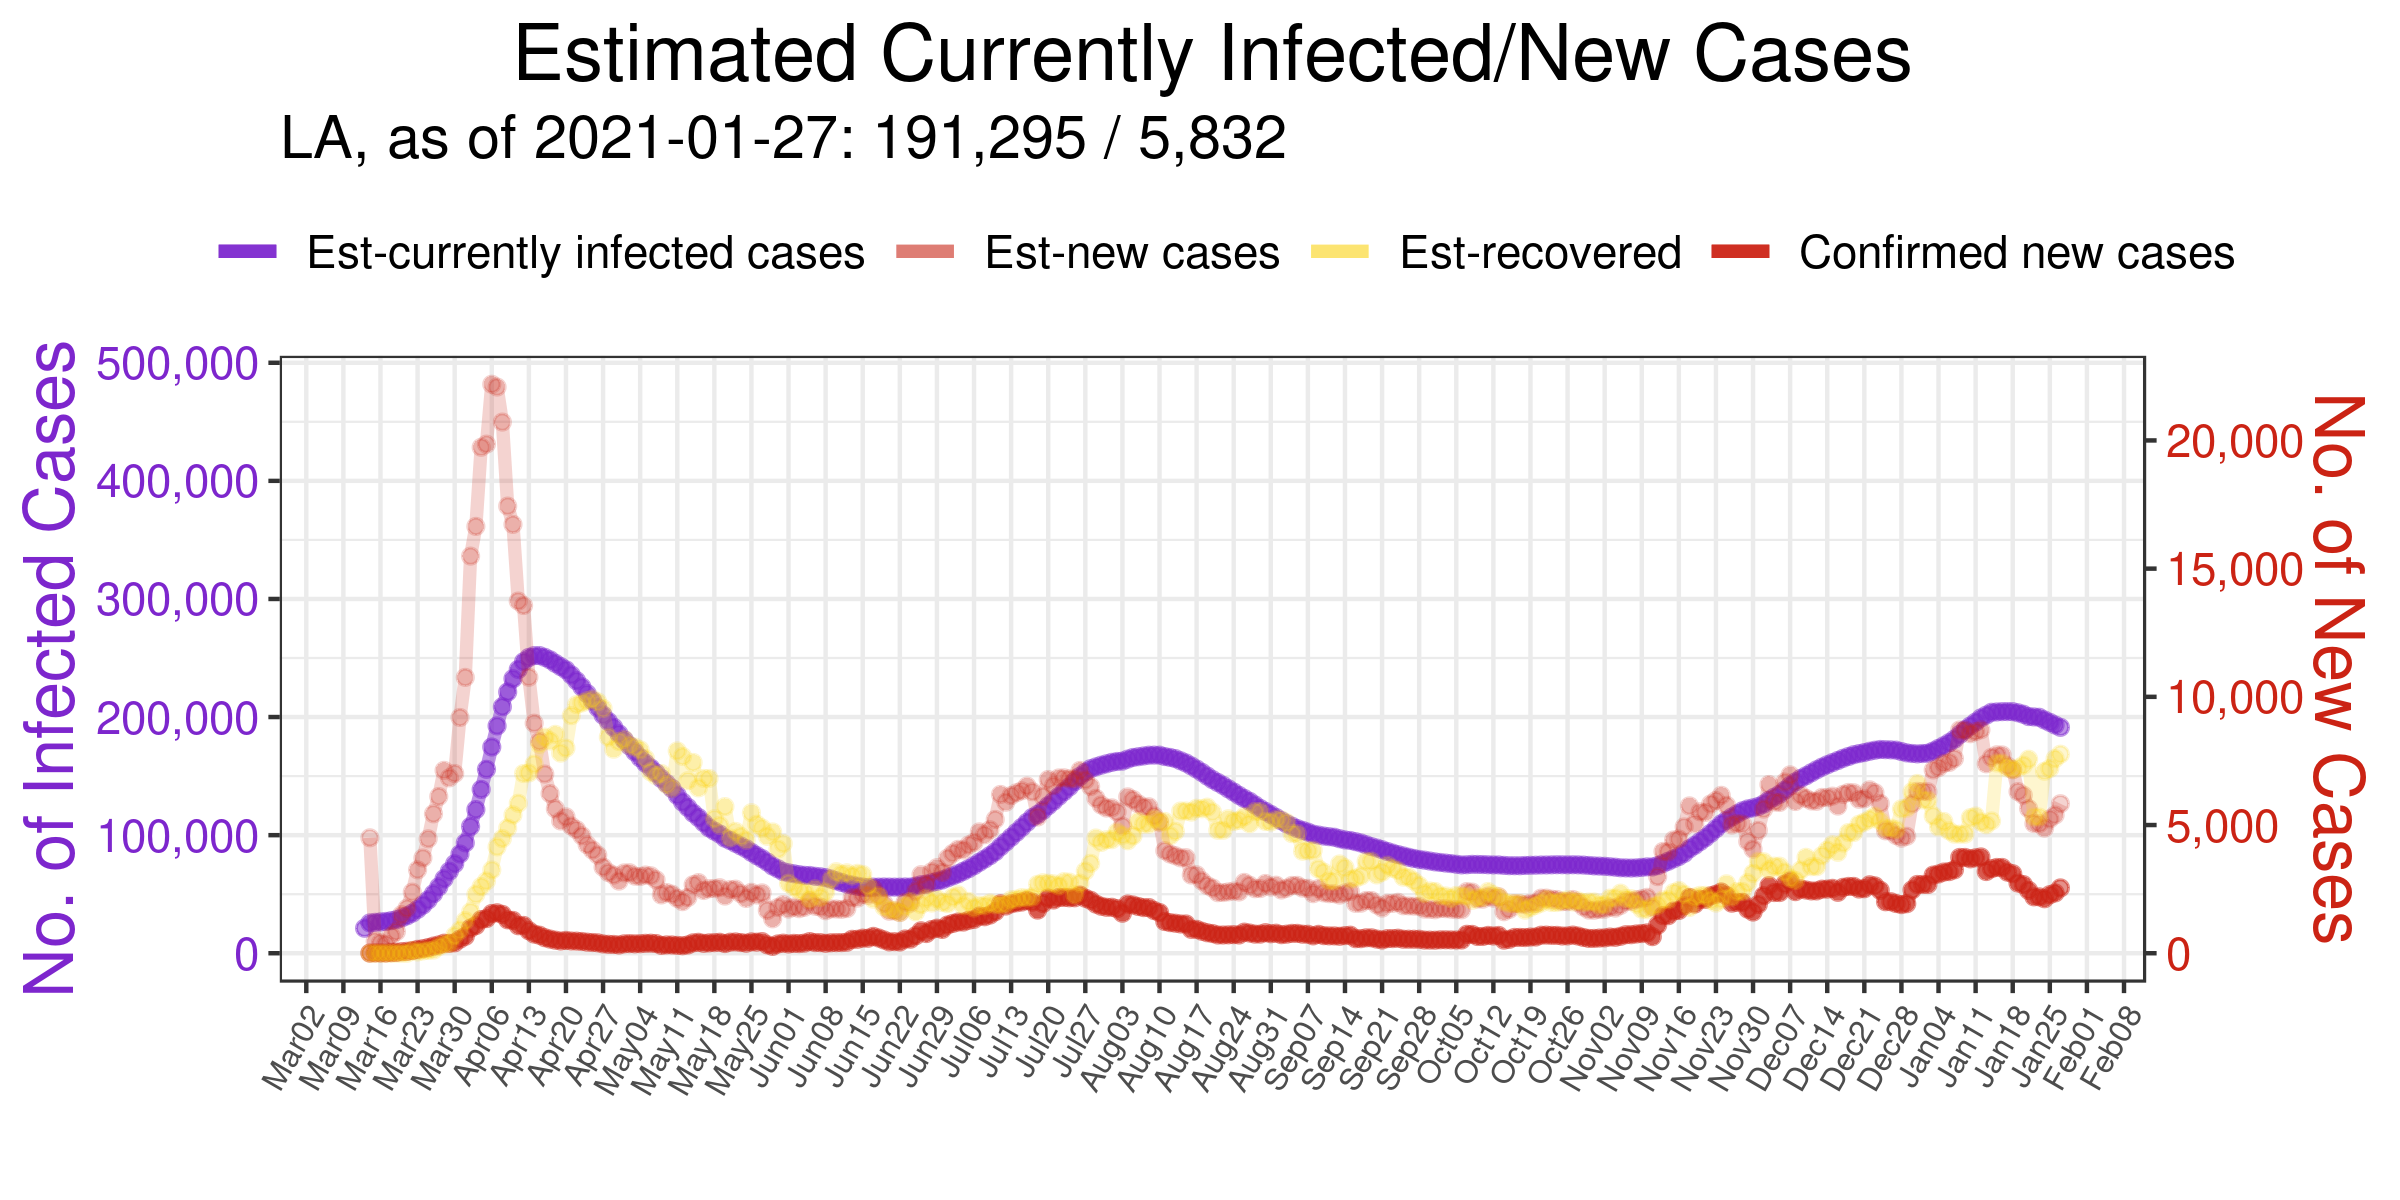 Estimated Currently Infected/New Cases
LA, as of 2021-01-27: 191,295 / 5,832
Est-currently infected cases Est-new cases Est-recovered Confirmed new cases
No. of Infected Cases
500,000
400,000
300,000
200,000
100,000
0
20,000
15,000
10,000
5,000
0
No. of New Cases
Mar02 Mar09 Mar16 Mar23 Mar30 Apr06 Apr13 Apr20 Apr27 May04 May11 May18 May25 Jun01 Jun08 Jun15 Jun22 Jun29 Jul06 Jul13 Jul20 Jul27 Aug03 Aug10 Aug17 Aug24 Aug31 Sep07 Sep14 Sep21 Sep28 Oct05 Oct12 Oct19 Oct26 Nov02 Nov09 Nov16 Nov23 Nov30 Dec07 Dec14 Dec21 Dec28 Jan04 Jan11 Jan18 Jan25 Feb01 Feb08